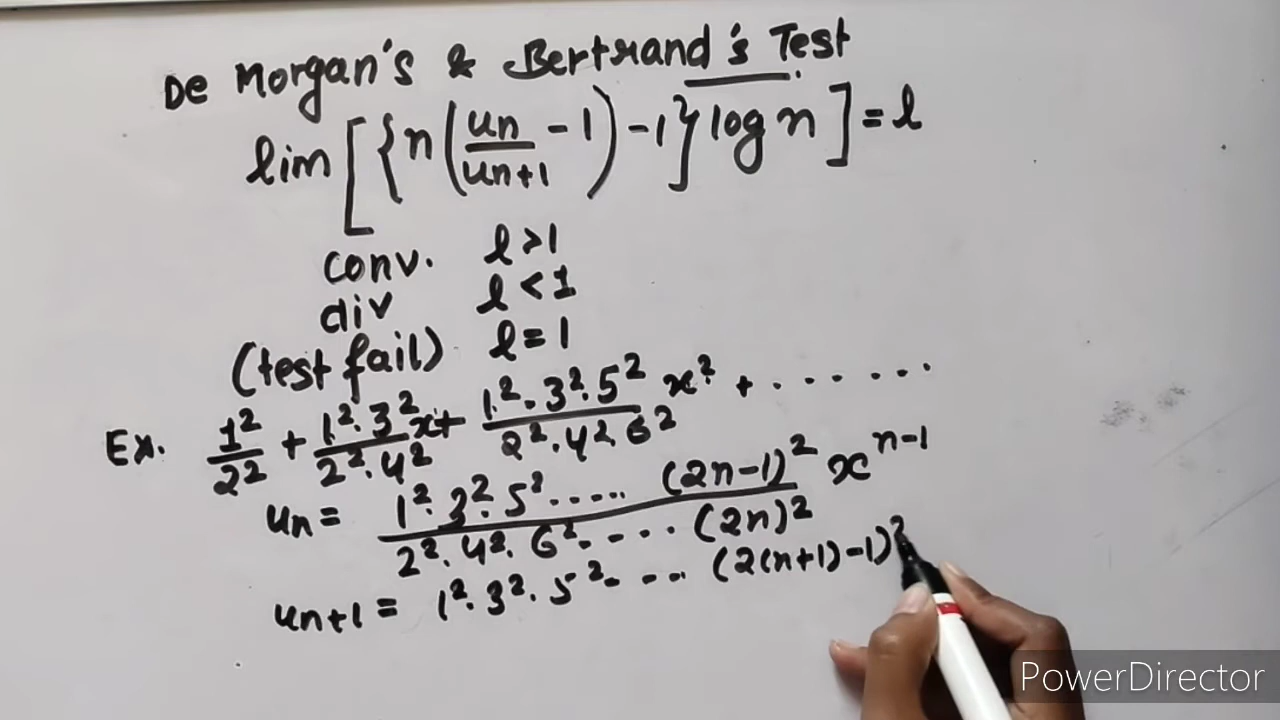 De Morgan's & Bertrand's Test
lim [ { n ( un / un+1 - 1 ) - 1 } log n ] = l
conv. l > 1
div l < 1
(test fail) l = 1
Ex. 1² / 2² + 1². 3² / 2². 4² x + 1². 3². 5² / 2². 4². 6² x² + . . . . . . .
un = 1². 3². 5² ..... (2n-1)² / 2². 4². 6² . . . . (2n)² x^n-1
un+1 = 1². 3². 5² . ... (2(n+1)-1)²
PowerDirector